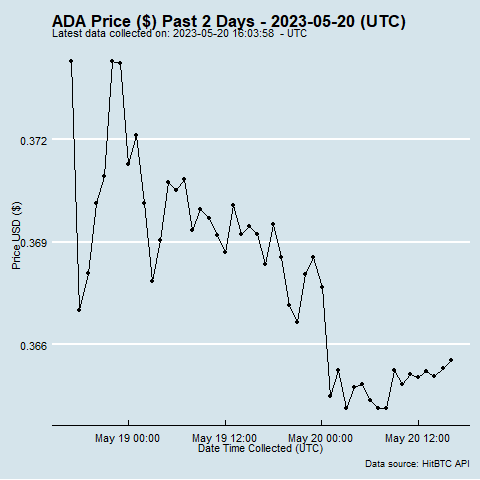 ADA Price ($) Past 2 Days - 2023-05-20 (UTC)
Latest data collected on: 2023-05-20 16:03:58  - UTC
0.372
0.369
0.366
Price USD ($)
May 19 00:00
May 19 12:00
May 20 00:00
May 20 12:00
Date Time Collected (UTC)
Data source: HitBTC API